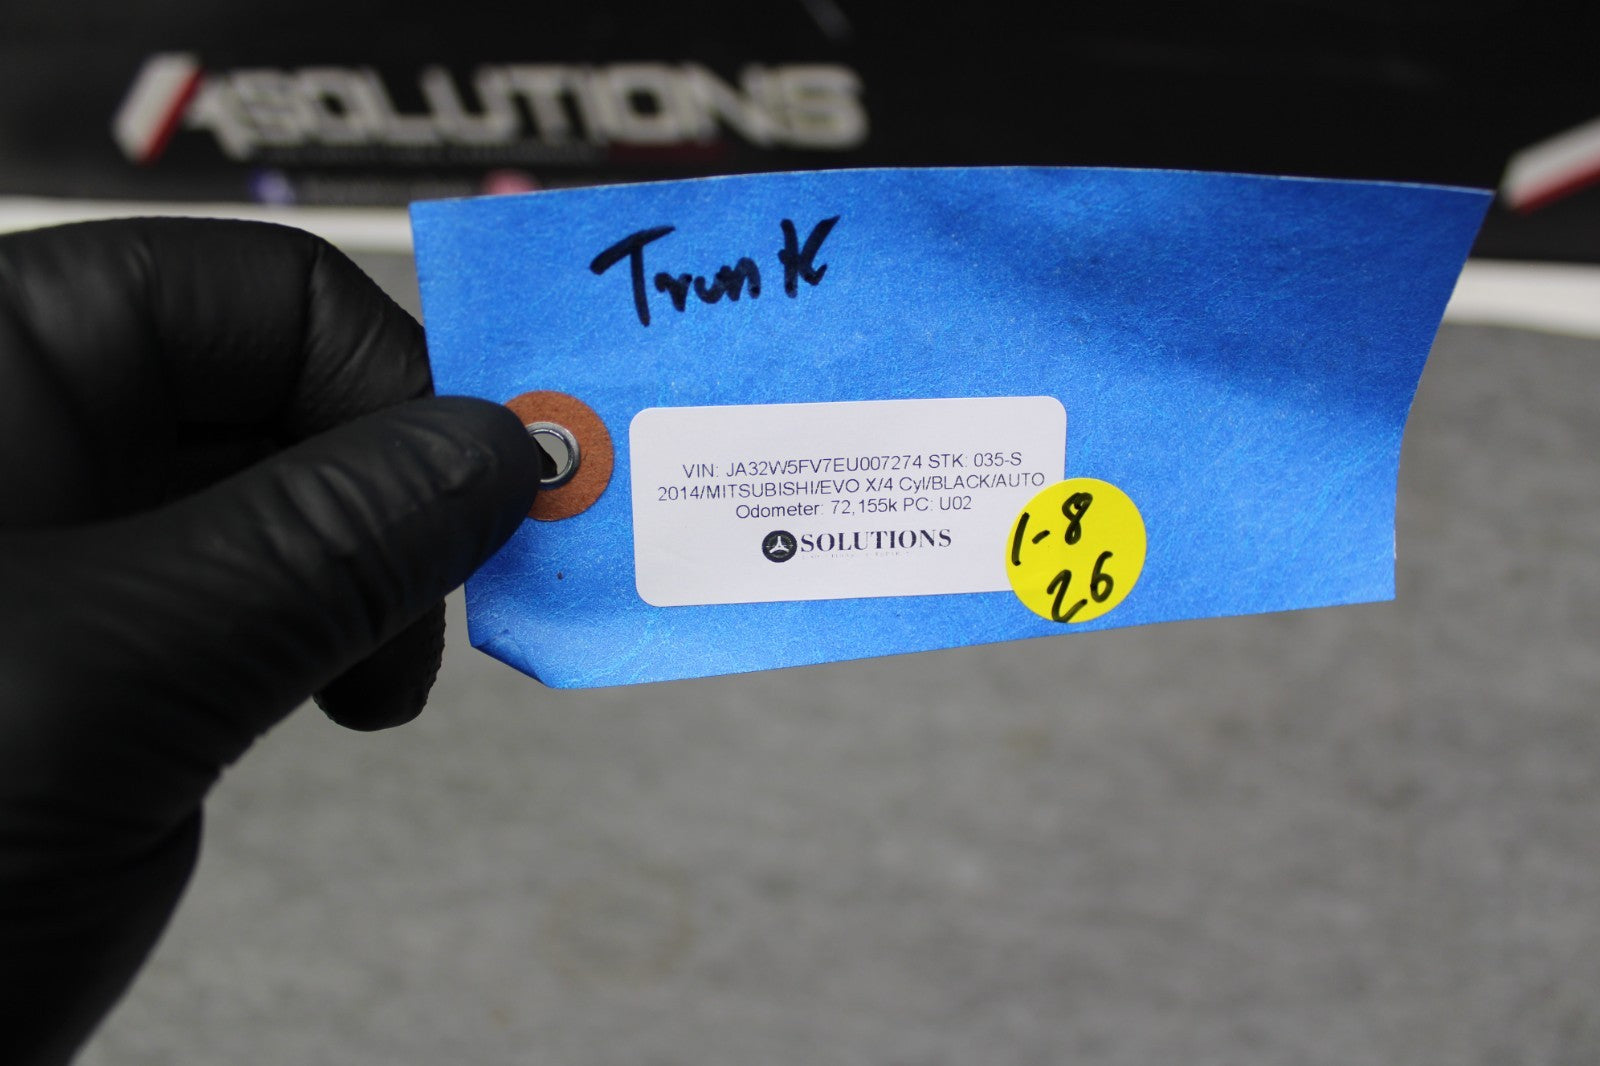 SOLUTIONS
Trunk
VIN: JA32W5FV7EU007274 STK: 035-S
2014/MITSUBISHI/EVO X/4 Cyl/BLACK/AUTO
Odometer: 72,155k PC: U02
SOLUTIONS
1-8
26